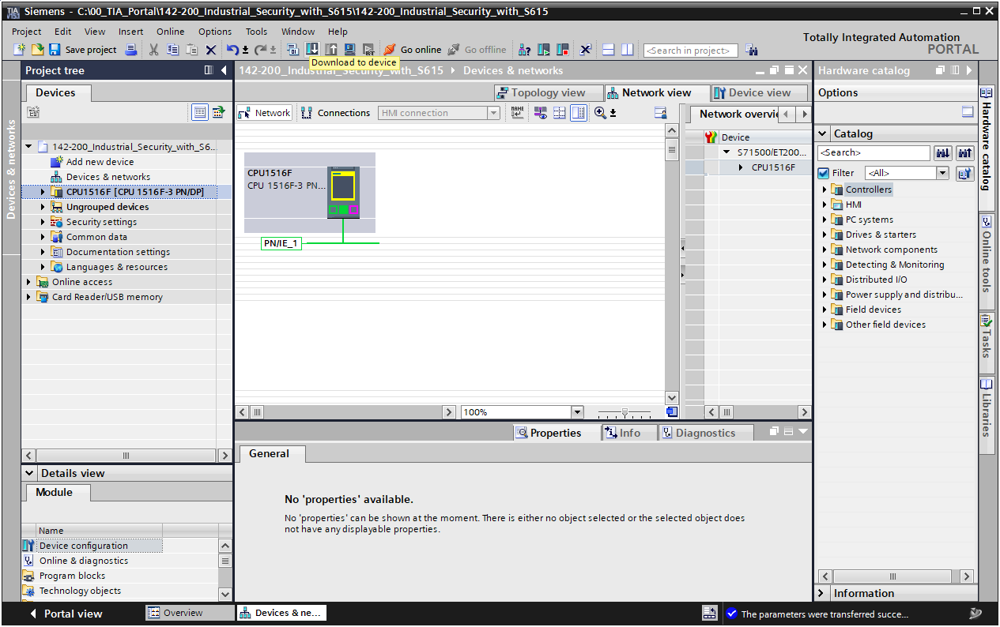 Siemens - C:\00_TIA_Portal\142-200_Industrial_Security_with_S615\142-200_Industrial_Security_with_S615
Project Edit View Insert Online Options Tools Window Help
Totally Integrated Automation
PORTAL
Save project
Go online
Go offline
<Search in project>
Download to device
Project tree
142-200_Industrial_Security_with_S615 Devices & networks
Hardware catalog
Devices
Topology view
Network view
Device view
Options
Network
Connections
HMI connection
Network overvie
Devices & networks
142-200_Industrial_Security_with_S6...
Add new device
Devices & networks
CPU1516F [CPU 1516F-3 PN/DP]
Ungrouped devices
Security settings
Common data
Documentation settings
Languages & resources
Online access
Card Reader/USB memory
CPU1516F
CPU 1516F-3 PN...
PN/IE_1
100%
Device
S71500/ET200...
CPU1516F
Catalog
<Search>
Filter
<All>
Controllers
HMI
PC systems
Drives & starters
Network components
Detecting & Monitoring
Distributed I/O
Power supply and distribu...
Field devices
Other field devices
Information
Hardware catalog
Online tools
Tasks
Libraries
Properties
Info
Diagnostics
General
No 'properties' available.
No 'properties' can be shown at the moment. There is either no object selected or the selected object does
not have any displayable properties.
Details view
Module
Name
Device configuration
Online & diagnostics
Program blocks
Technology objects
Portal view
Overview
Devices & ne...
The parameters were transferred succe...